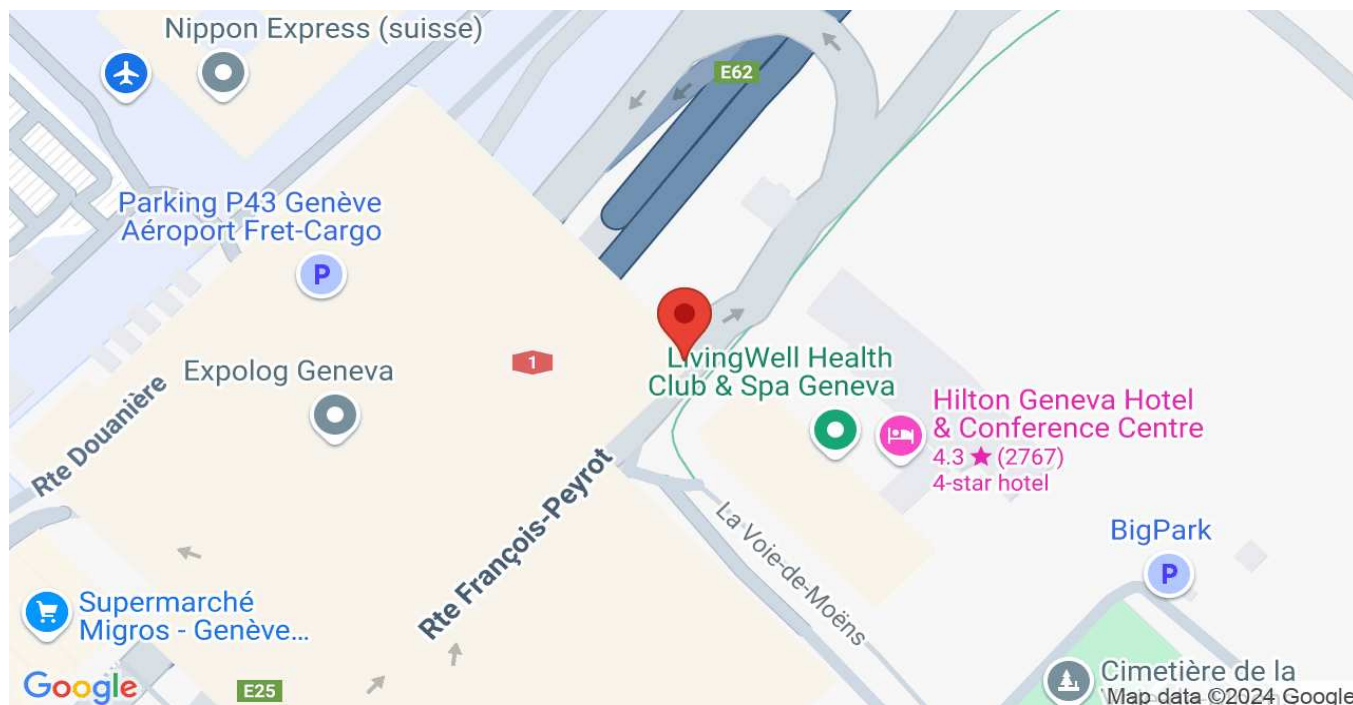 Nippon Express (suisse)
E62
Parking P43 Genève
Aéroport Fret-Cargo
P
Expolog Geneva
1
LivingWell Health
Club & Spa Geneva
Hilton Geneva Hotel
& Conference Centre
4.3 ★ (2767)
4-star hotel
Rte Douanière
Rte François-Peyrot
La Voie-de-Moëns
BigPark
P
Supermarché
Migros - Genève...
Cimetière de la
Google
E25
Map data ©2024 Google